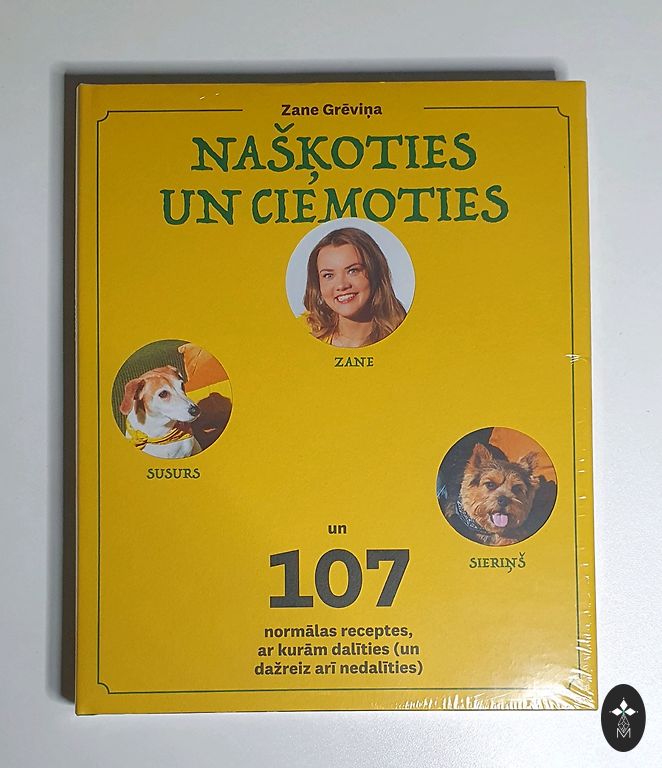 Zane Grēviņa
NAŠĶOTIES
UN CIEMOTIES
ZANE
SUSURS
SIERIŅŠ
un
107
normālas receptes,
ar kurām dalīties (un
dažreiz arī nedalīties)
M